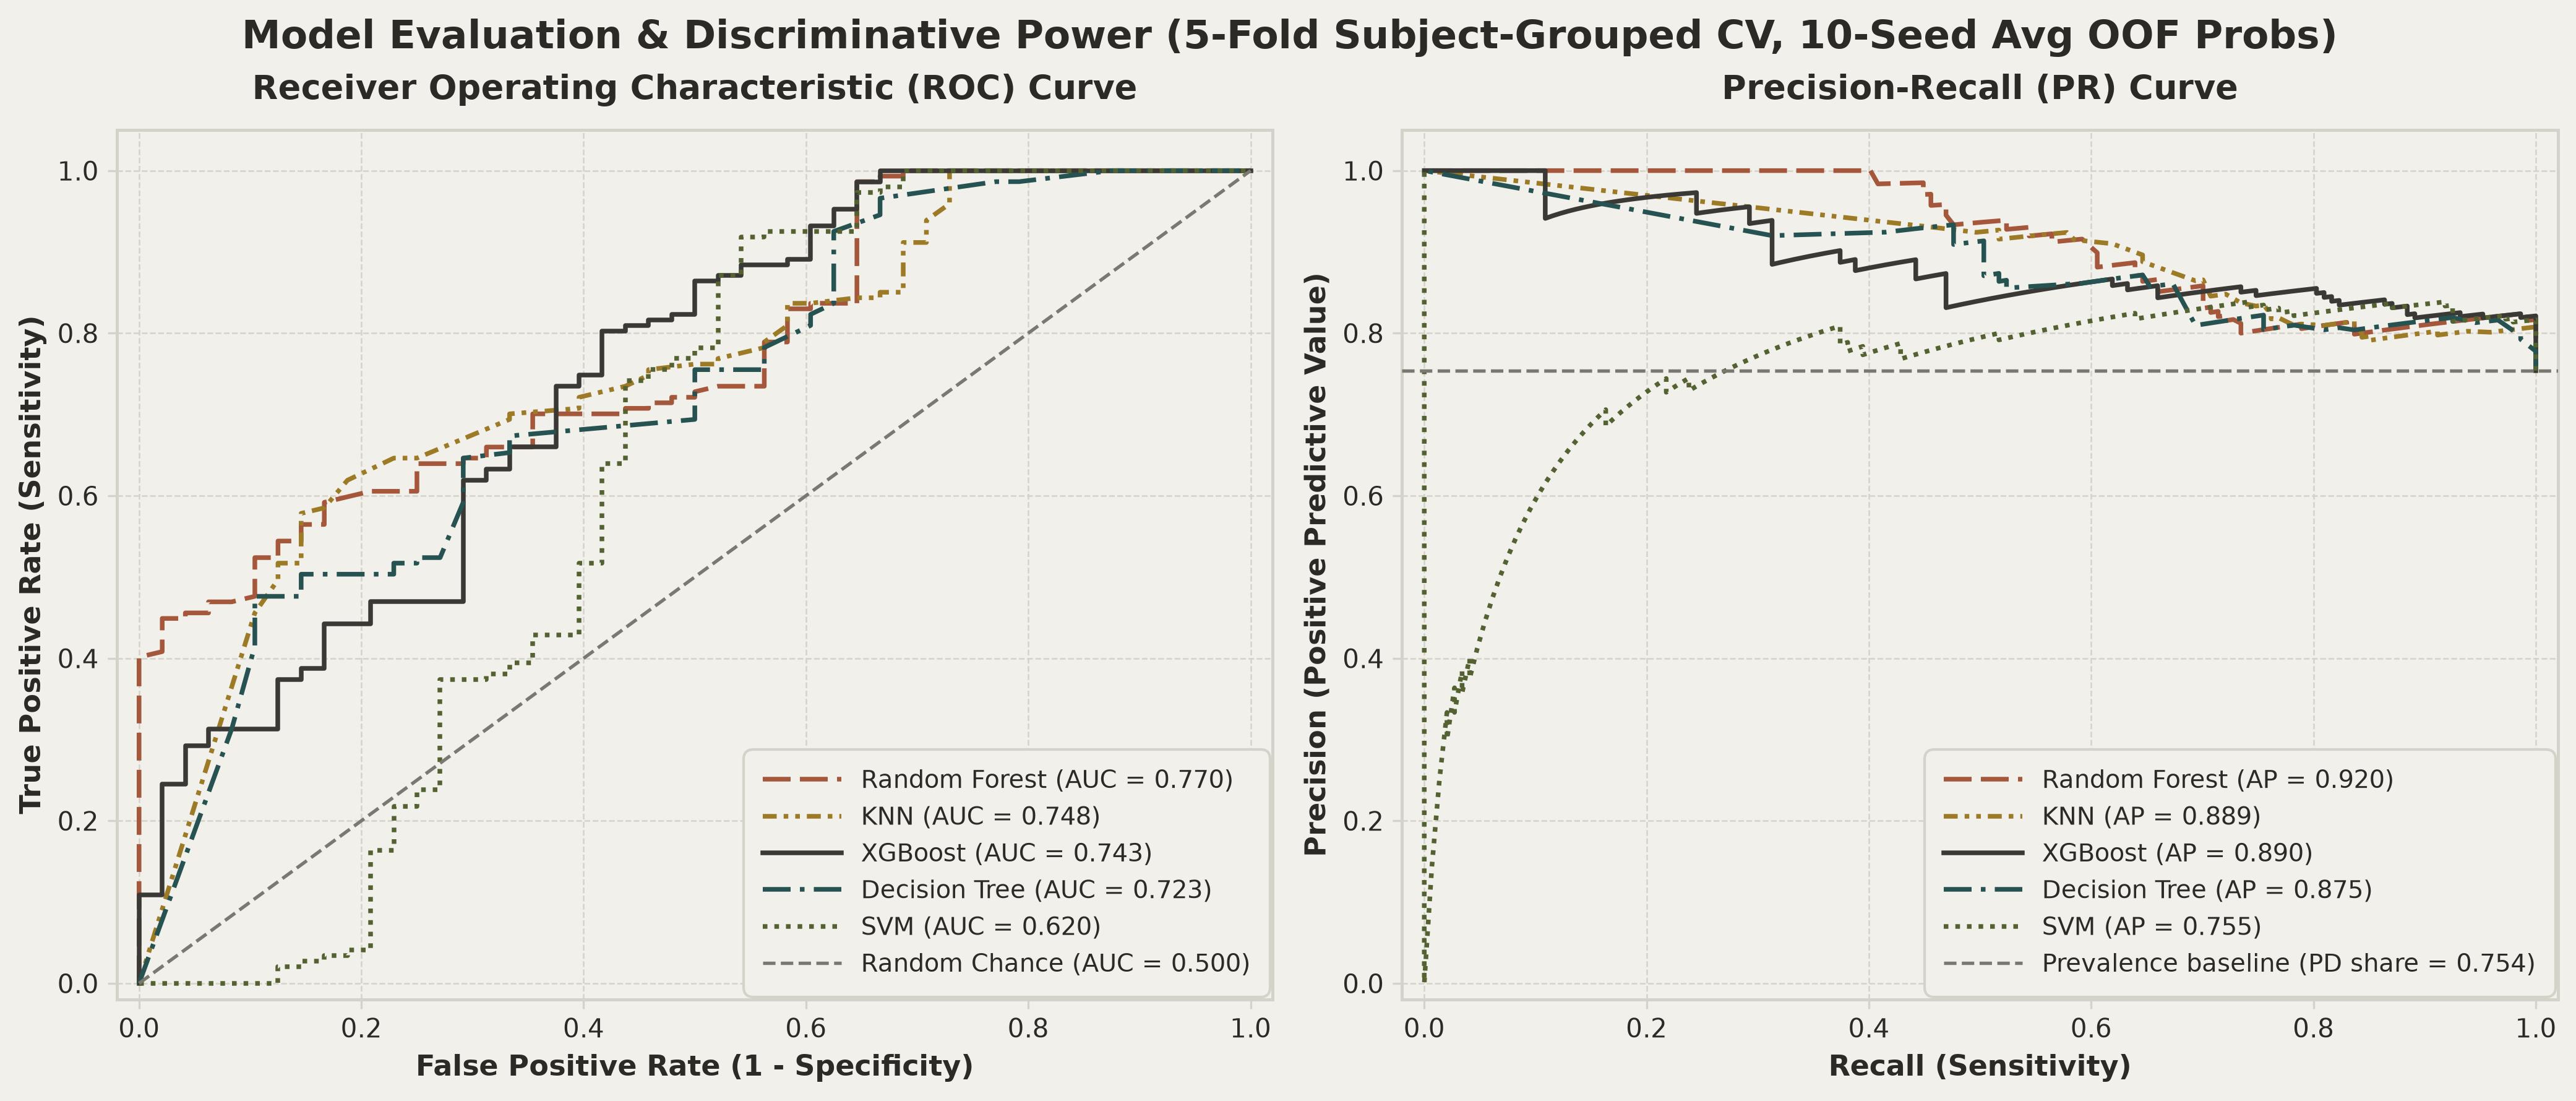 Model Evaluation & Discriminative Power (5-Fold Subject-Grouped CV, 10-Seed Avg OOF Probs)
Receiver Operating Characteristic (ROC) Curve
True Positive Rate (Sensitivity)
1.0
0.8
0.6
0.4
0.2
0.0
Random Forest (AUC = 0.770)
KNN (AUC = 0.748)
XGBoost (AUC = 0.743)
Decision Tree (AUC = 0.723)
SVM (AUC = 0.620)
Random Chance (AUC = 0.500)
0.0 0.2 0.4 0.6 0.8 1.0
False Positive Rate (1 - Specificity)
Precision-Recall (PR) Curve
Precision (Positive Predictive Value)
1.0
0.8
0.6
0.4
0.2
0.0
Random Forest (AP = 0.920)
KNN (AP = 0.889)
XGBoost (AP = 0.890)
Decision Tree (AP = 0.875)
SVM (AP = 0.755)
Prevalence baseline (PD share = 0.754)
0.0 0.2 0.4 0.6 0.8 1.0
Recall (Sensitivity)